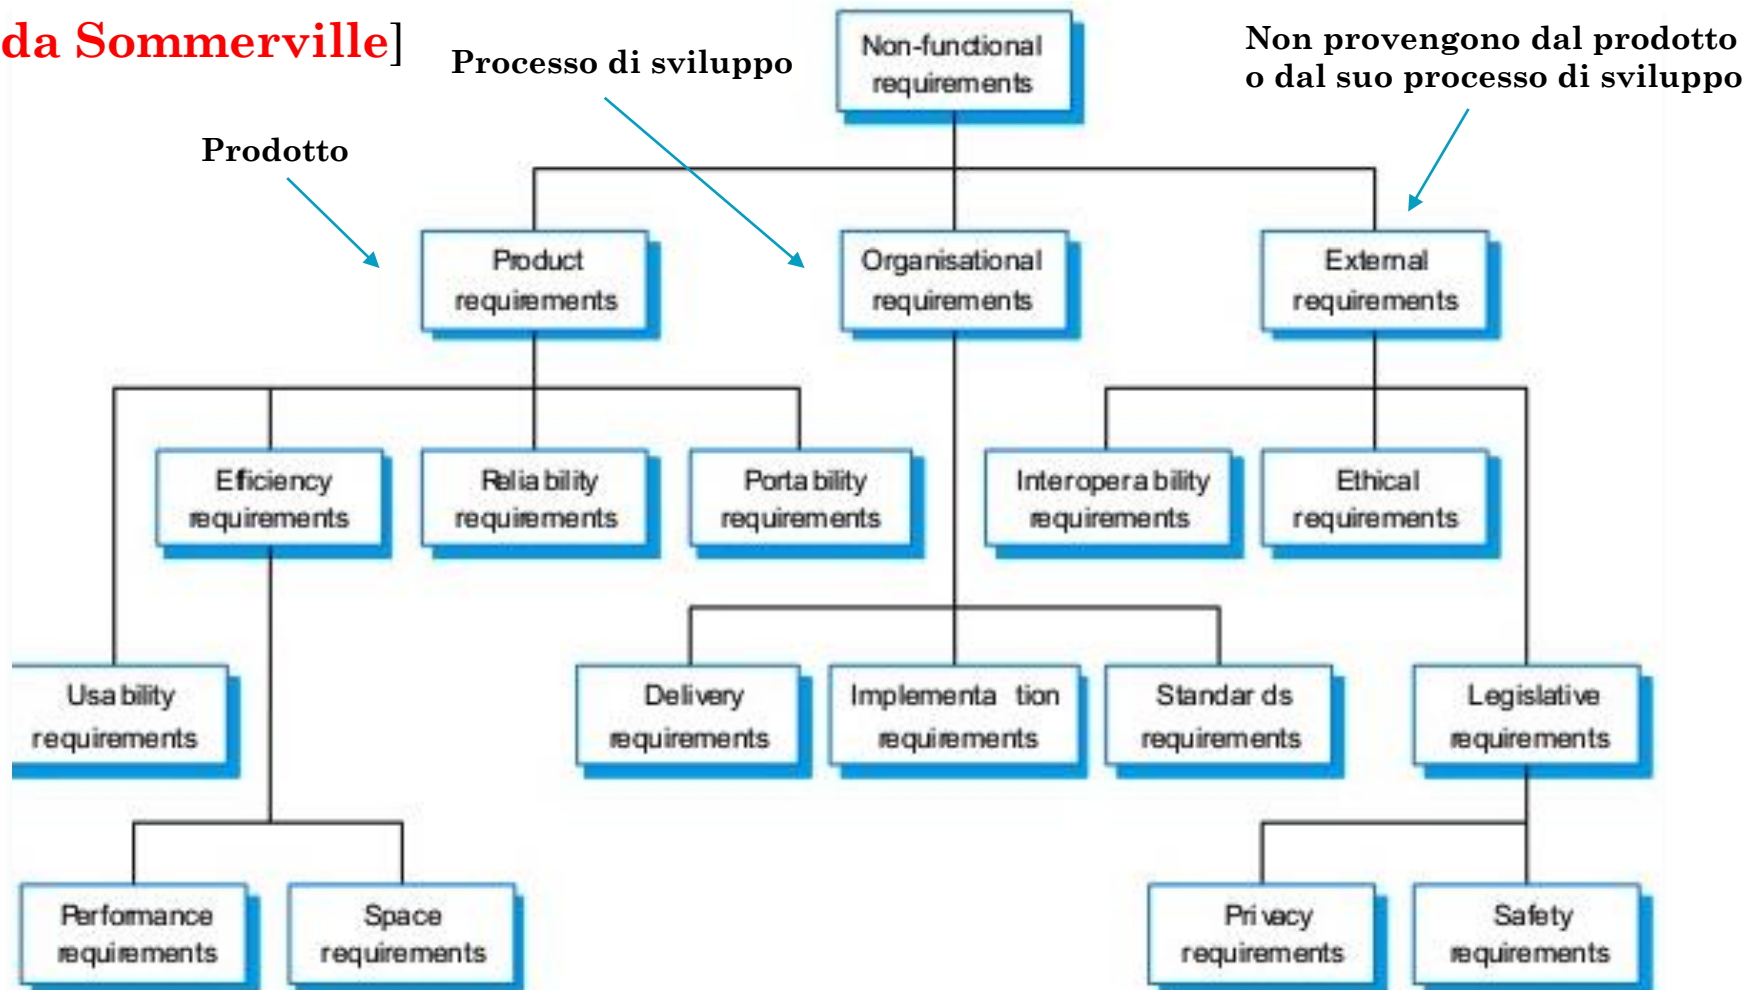 da Sommerville]
Processo di sviluppo
Non provengono dal prodotto
o dal suo processo di sviluppo
Prodotto
Non-functional
requirements
Product
requirements
Organisational
requirements
External
requirements
Efficiency
requirements
Reliability
requirements
Portability
requirements
Interoperability
requirements
Ethical
requirements
Usability
requirements
Delivery
requirements
Implementation
requirements
Standards
requirements
Legislative
requirements
Performance
requirements
Space
requirements
Privacy
requirements
Safety
requirements